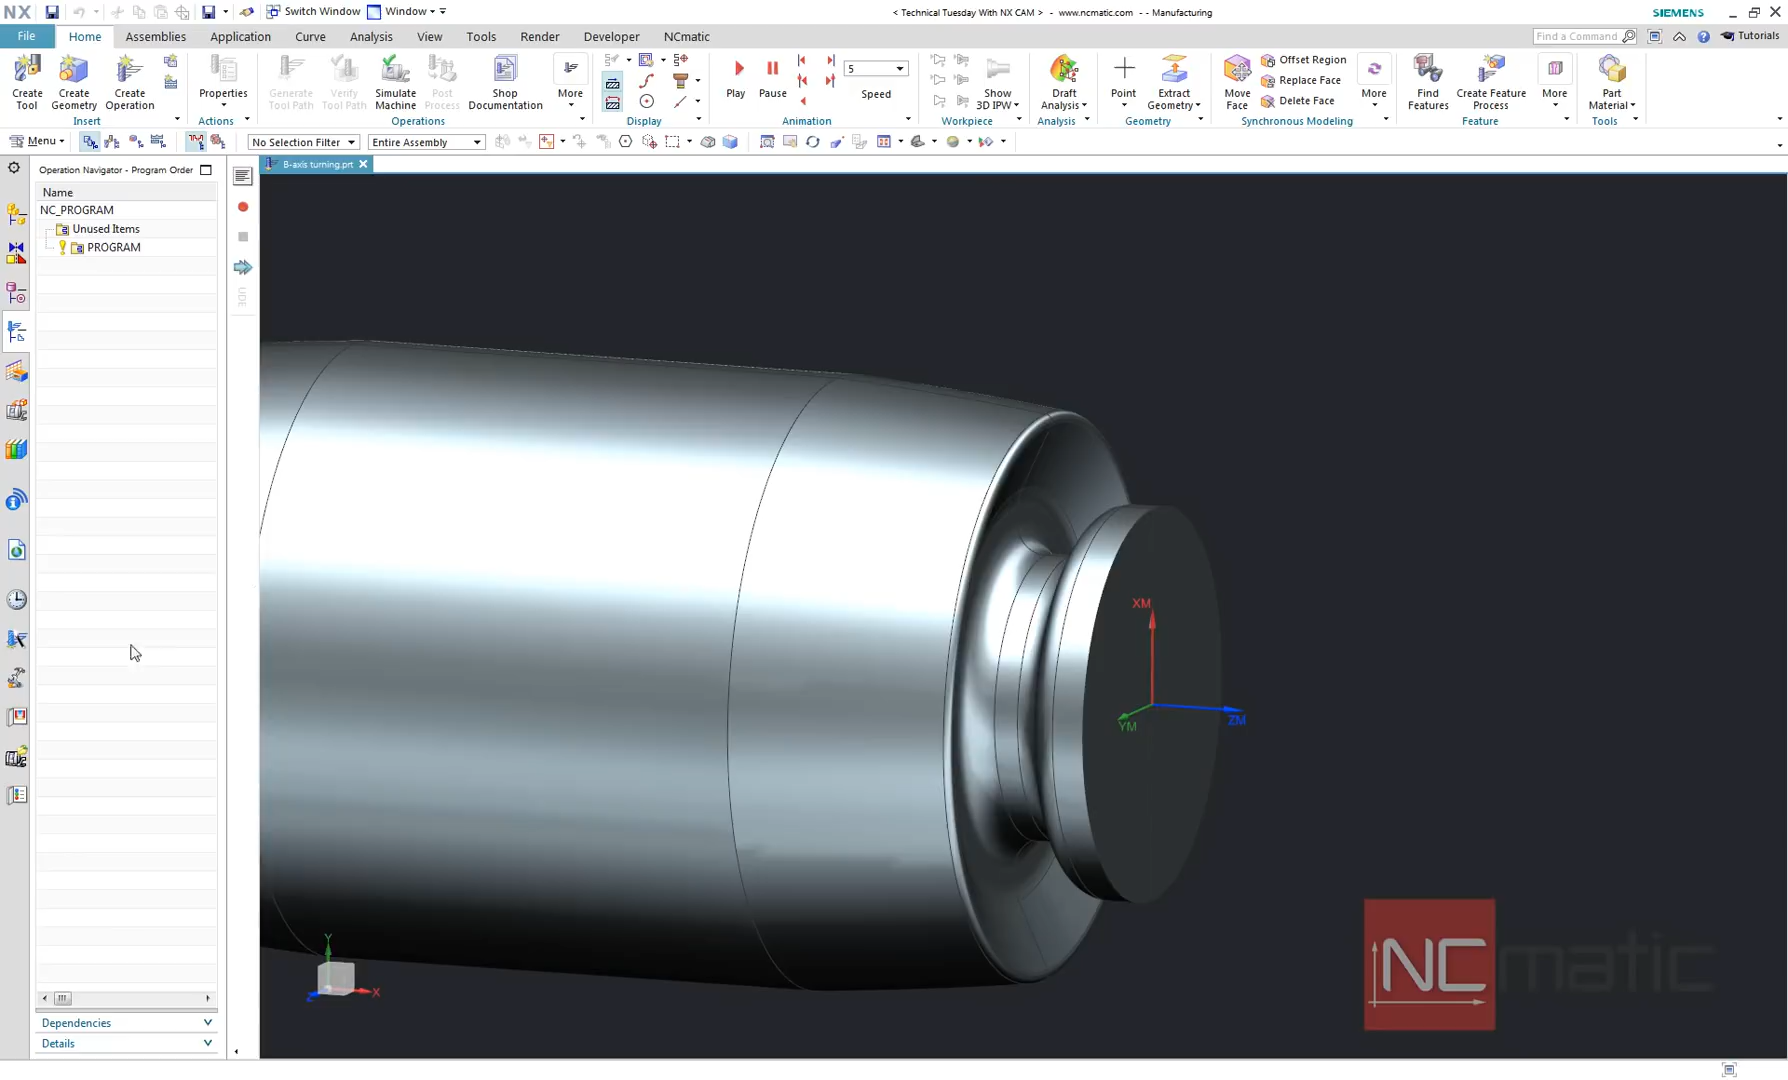 NX
Switch Window
Window
< Technical Tuesday With NX CAM > - www.ncmatic.com - - Manufacturing
SIEMENS
File
Home
Assemblies
Application
Curve
Analysis
View
Tools
Render
Developer
NCmatic
Find a Command
Tutorials
Create Tool
Create Geometry
Create Operation
Insert
Properties
Actions
Generate Tool Path
Verify Tool Path
Simulate Machine
Post Process
Shop Documentation
More
Operations
Display
Play
Pause
5
Speed
Animation
Show 3D IPW
Workpiece
Draft Analysis
Analysis
Point
Extract Geometry
Geometry
Move Face
Offset Region
Replace Face
Delete Face
More
Synchronous Modeling
Find Features
Create Feature Process
More
Feature
Part Material
Tools
Menu
No Selection Filter
Entire Assembly
Operation Navigator - Program Order
B-axis turning.prt
Name
NC_PROGRAM
Unused Items
PROGRAM
UDE
XM
YM
ZM
Y
X
Z
NCmatic
Dependencies
Details